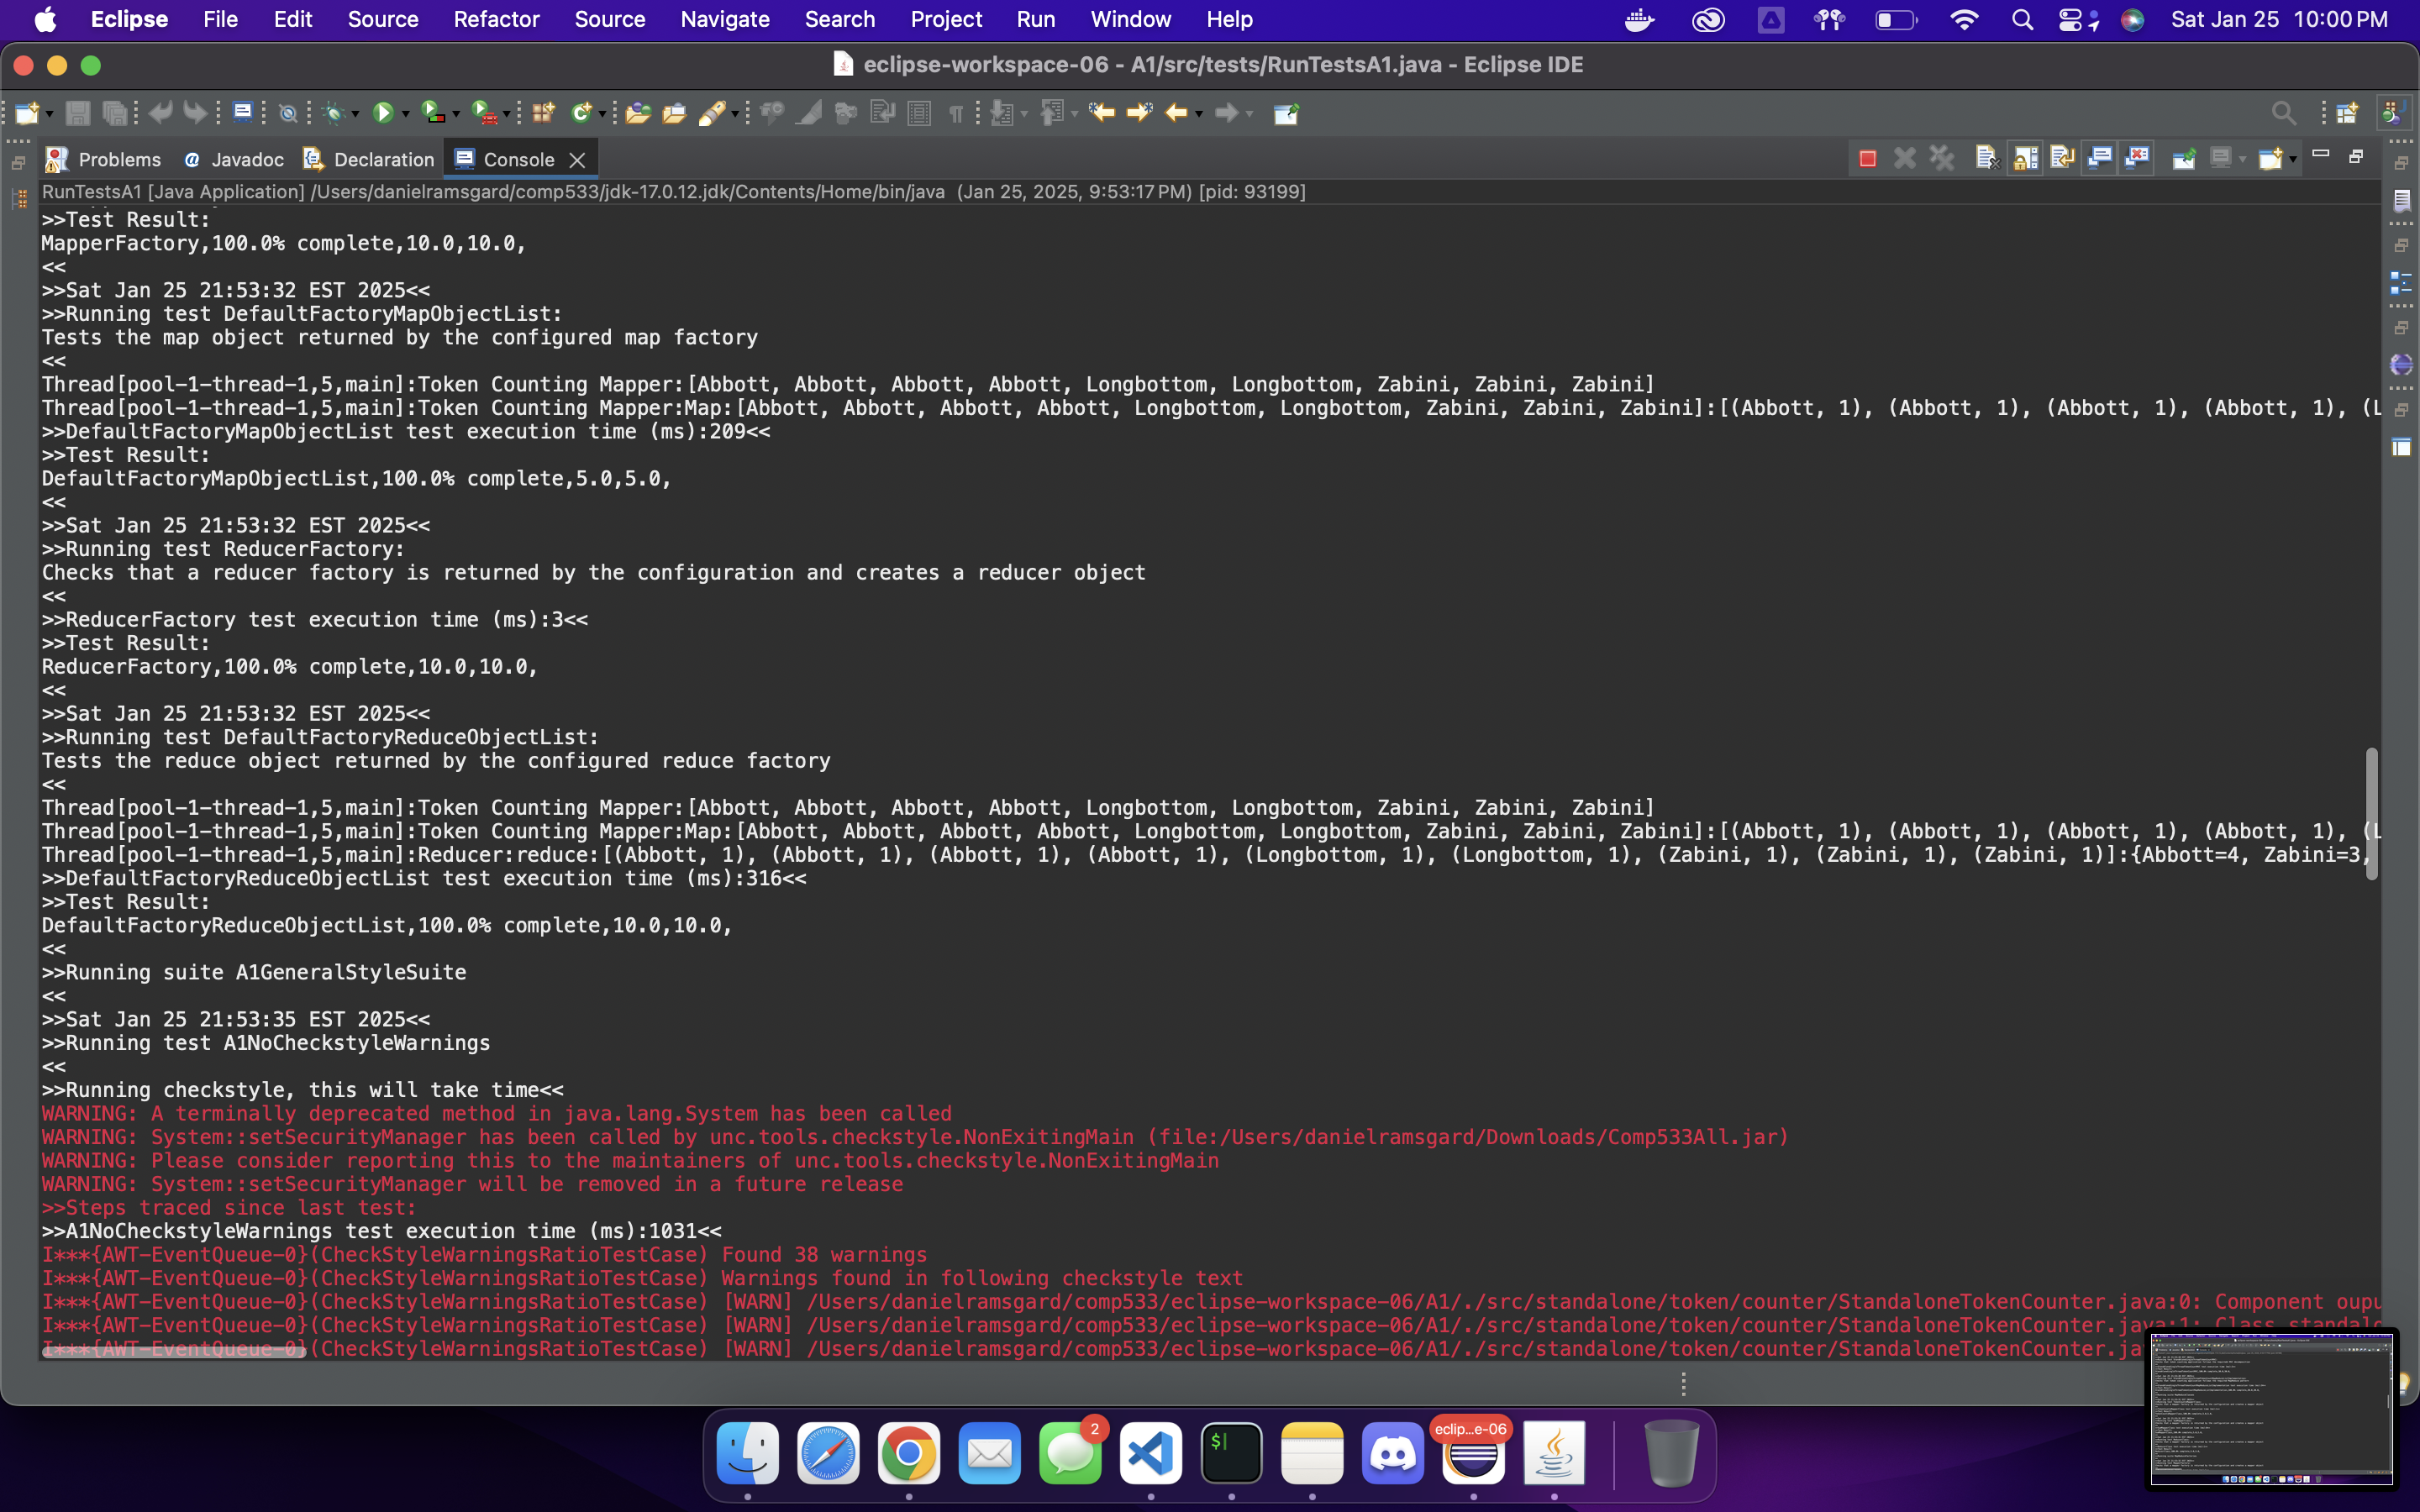 Eclipse File Edit Source Refactor Source Navigate Search Project Run Window Help Sat Jan 25 10:00 PM
eclipse-workspace-06 - A1/src/tests/RunTestsA1.java - Eclipse IDE
Problems Javadoc Declaration Console
RunTestsA1 [Java Application] /Users/danielramsgard/comp533/jdk-17.0.12.jdk/Contents/Home/bin/java (Jan 25, 2025, 9:53:17 PM) [pid: 93199]
>>Test Result:
MapperFactory,100.0% complete,10.0,10.0,
<<
>>Sat Jan 25 21:53:32 EST 2025<<
>>Running test DefaultFactoryMapObjectList:
Tests the map object returned by the configured map factory
<<
Thread[pool-1-thread-1,5,main]:Token Counting Mapper:[Abbott, Abbott, Abbott, Abbott, Longbottom, Longbottom, Zabini, Zabini, Zabini]
Thread[pool-1-thread-1,5,main]:Token Counting Mapper:Map:[Abbott, Abbott, Abbott, Abbott, Longbottom, Longbottom, Zabini, Zabini, Zabini]:[(Abbott, 1), (Abbott, 1), (Abbott, 1), (Abbott, 1), (L
>>DefaultFactoryMapObjectList test execution time (ms):209<<
>>Test Result:
DefaultFactoryMapObjectList,100.0% complete,5.0,5.0,
<<
>>Sat Jan 25 21:53:32 EST 2025<<
>>Running test ReducerFactory:
Checks that a reducer factory is returned by the configuration and creates a reducer object
<<
>>ReducerFactory test execution time (ms):3<<
>>Test Result:
ReducerFactory,100.0% complete,10.0,10.0,
<<
>>Sat Jan 25 21:53:32 EST 2025<<
>>Running test DefaultFactoryReduceObjectList:
Tests the reduce object returned by the configured reduce factory
<<
Thread[pool-1-thread-1,5,main]:Token Counting Mapper:[Abbott, Abbott, Abbott, Abbott, Longbottom, Longbottom, Zabini, Zabini, Zabini]
Thread[pool-1-thread-1,5,main]:Token Counting Mapper:Map:[Abbott, Abbott, Abbott, Abbott, Longbottom, Longbottom, Zabini, Zabini, Zabini]:[(Abbott, 1), (Abbott, 1), (Abbott, 1), (Abbott, 1), (L
Thread[pool-1-thread-1,5,main]:Reducer:reduce:[(Abbott, 1), (Abbott, 1), (Abbott, 1), (Abbott, 1), (Longbottom, 1), (Longbottom, 1), (Zabini, 1), (Zabini, 1), (Zabini, 1)]:{Abbott=4, Zabini=3,
>>DefaultFactoryReduceObjectList test execution time (ms):316<<
>>Test Result:
DefaultFactoryReduceObjectList,100.0% complete,10.0,10.0,
<<
>>Running suite A1GeneralStyleSuite
<<
>>Sat Jan 25 21:53:35 EST 2025<<
>>Running test A1NoCheckstyleWarnings
<<
>>Running checkstyle, this will take time<<
WARNING: A terminally deprecated method in java.lang.System has been called
WARNING: System::setSecurityManager has been called by unc.tools.checkstyle.NonExitingMain (file:/Users/danielramsgard/Downloads/Comp533All.jar)
WARNING: Please consider reporting this to the maintainers of unc.tools.checkstyle.NonExitingMain
WARNING: System::setSecurityManager will be removed in a future release
>>Steps traced since last test:
>>A1NoCheckstyleWarnings test execution time (ms):1031<<
I***{AWT-EventQueue-0}(CheckStyleWarningsRatioTestCase) Found 38 warnings
I***{AWT-EventQueue-0}(CheckStyleWarningsRatioTestCase) Warnings found in following checkstyle text
I***{AWT-EventQueue-0}(CheckStyleWarningsRatioTestCase) [WARN] /Users/danielramsgard/comp533/eclipse-workspace-06/A1/./src/standalone/token/counter/StandaloneTokenCounter.java:0: Component oupu
I***{AWT-EventQueue-0}(CheckStyleWarningsRatioTestCase) [WARN] /Users/danielramsgard/comp533/eclipse-workspace-06/A1/./src/standalone/token/counter/StandaloneTokenCounter.java:1: Class standalo
I***{AWT-EventQueue-0}(CheckStyleWarningsRatioTestCase) [WARN] /Users/danielramsgard/comp533/eclipse-workspace-06/A1/./src/standalone/token/counter/StandaloneTokenCounter.ja
2
eclip...e-06